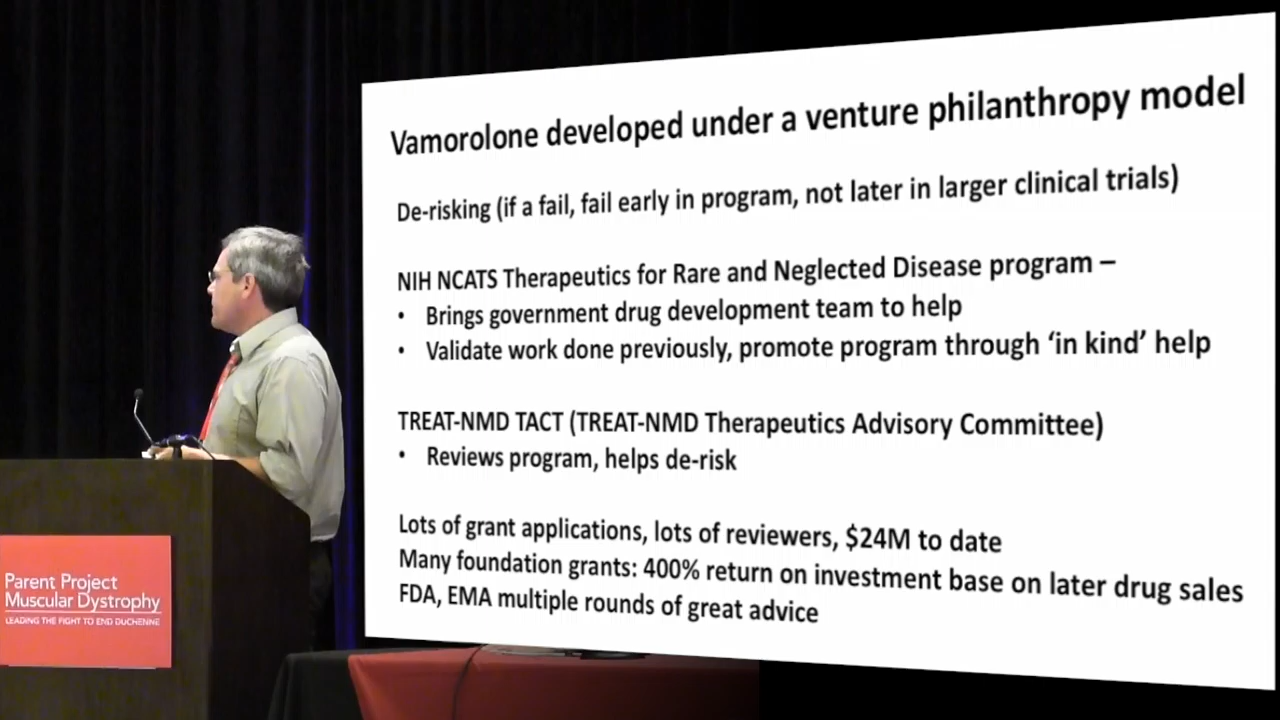 Vamorolone developed under a venture philanthropy model
De-risking (if a fail, fail early in program, not later in larger clinical trials)
NIH NCATS Therapeutics for Rare and Neglected Disease program –
• Brings government drug development team to help
• Validate work done previously, promote program through ‘in kind’ help
TREAT-NMD TACT (TREAT-NMD Therapeutics Advisory Committee)
• Reviews program, helps de-risk
Lots of grant applications, lots of reviewers, $24M to date
Many foundation grants: 400% return on investment base on later drug sales
FDA, EMA multiple rounds of great advice
Parent Project
Muscular Dystrophy
LEADING THE FIGHT TO END DUCHENNE